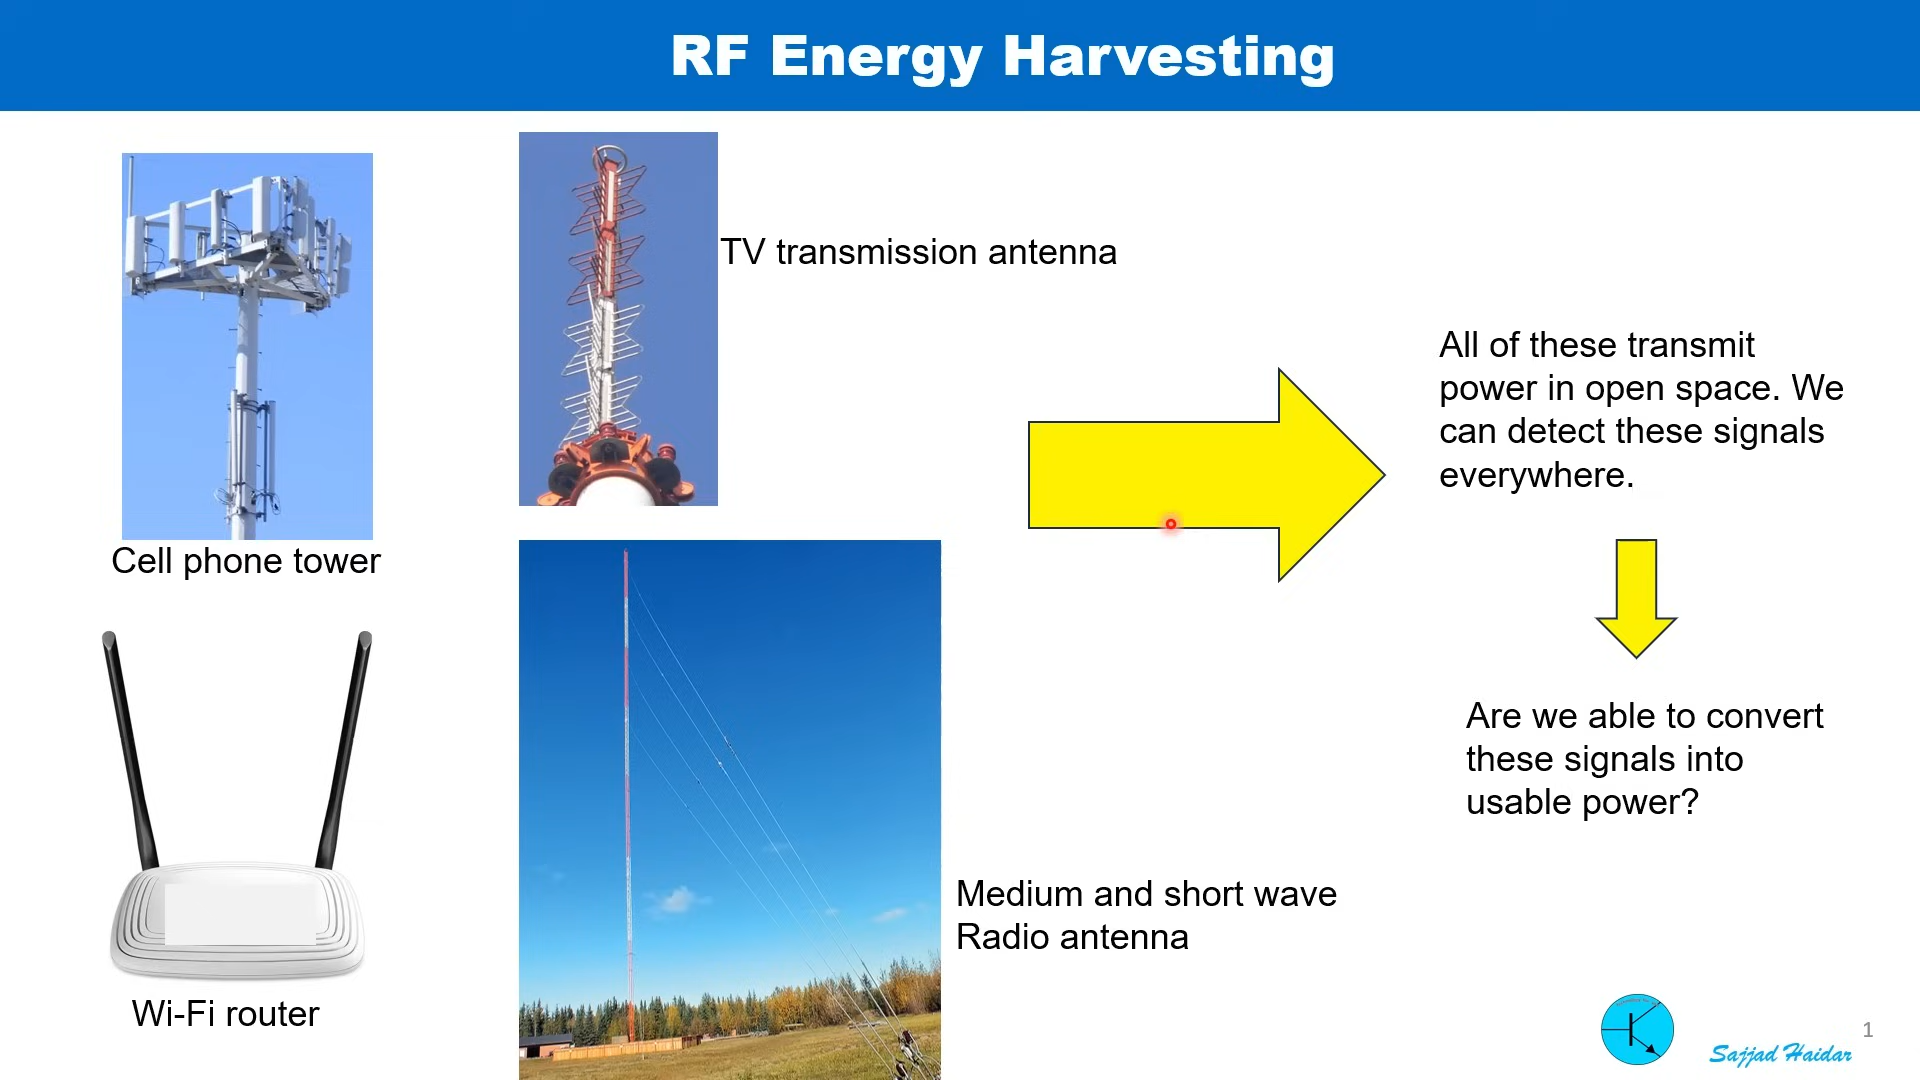 RF Energy Harvesting
TV transmission antenna
Cell phone tower
All of these transmit
power in open space. We
can detect these signals
everywhere.
Are we able to convert
these signals into
usable power?
Medium and short wave
Radio antenna
Wi-Fi router
Sajjad Haidar
1